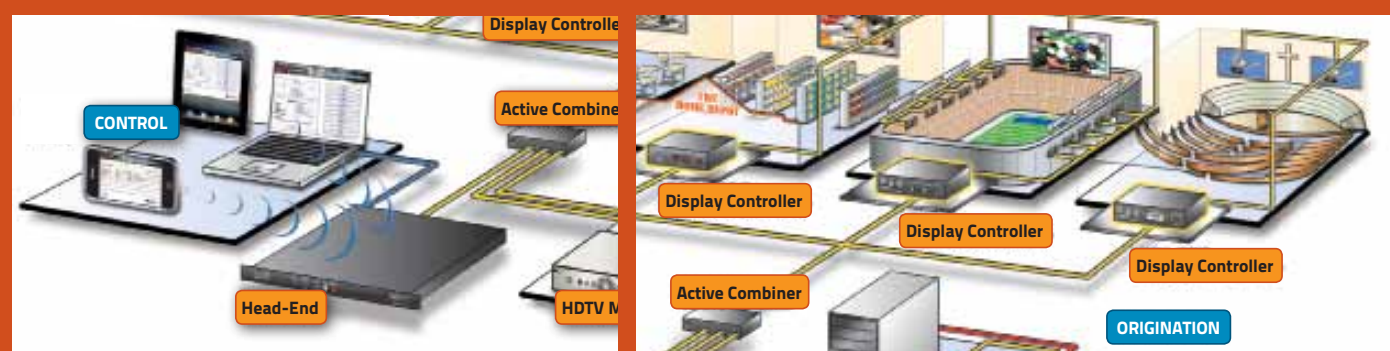 Display Controlle
Active Combine
CONTROL
Head-End
HDTV M
Display Controller
Display Controller
Display Controller
Active Combiner
ORIGINATION